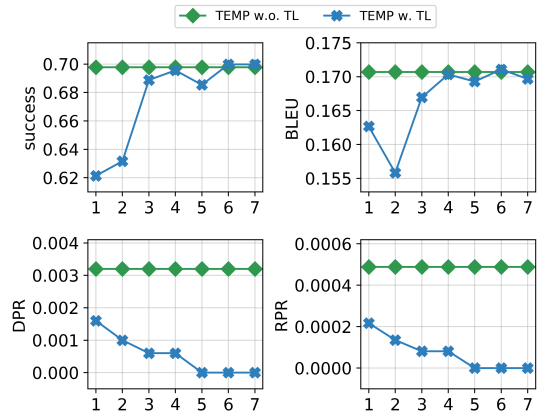 TEMP w.o. TL
TEMP w. TL
success
0.70
0.68
0.66
0.64
0.62
1 2 3 4 5 6 7
BLEU
0.175
0.170
0.165
0.160
0.155
1 2 3 4 5 6 7
DPR
0.004
0.003
0.002
0.001
0.000
1 2 3 4 5 6 7
RPR
0.0006
0.0004
0.0002
0.0000
1 2 3 4 5 6 7